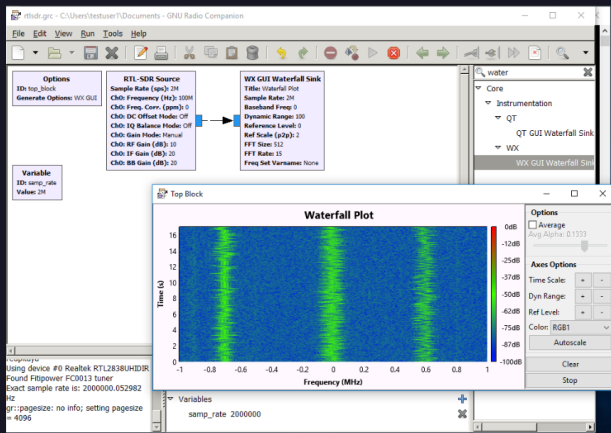 rtlsdr.grc - C:\Users\testuser1\Documents - GNU Radio Companion
File Edit View Run Tools Help
Options
ID: top_block
Generate Options: WX GUI
Variable
ID: samp_rate
Value: 2M
RTL-SDR Source
Sample Rate (sps): 2M
Ch0: Frequency (Hz): 100M
Ch0: Freq. Corr. (ppm): 0
Ch0: DC Offset Mode: Off
Ch0: IQ Balance Mode: Off
Ch0: Gain Mode: Manual
Ch0: RF Gain (dB): 10
Ch0: IF Gain (dB): 20
Ch0: BB Gain (dB): 20
WX GUI Waterfall Sink
Title: Waterfall Plot
Sample Rate: 2M
Baseband Freq: 0
Dynamic Range: 100
Reference Level: 0
Ref Scale (p2p): 2
FFT Size: 512
FFT Rate: 15
Freq Set Varname: None
water
Core
Instrumentation
QT
QT GUI Waterfall Sink
WX
WX GUI Waterfall Sink
Top Block
Waterfall Plot
Time (s)
16
14
12
10
8
6
4
2
0
-1 -0.8 -0.6 -0.4 -0.2 0 0.2 0.4 0.6 0.8 1
Frequency (MHz)
0dB
-12dB
-25dB
-37dB
-50dB
-62dB
-75dB
-87dB
-100dB
Options
Average
Avg Alpha: 0.1333
Axes Options
Time Scale: + -
Dyn Range: + -
Ref Level: + -
Color: RGB1
Autoscale
Clear
Stop
Using device #0 Realtek RTL2838UHIDIR
Found Fitipower FC0013 tuner
Exact sample rate is: 2000000.052982
Hz
gr::pagesize: no info; setting pagesize
= 4096
Variables
samp_rate 2000000